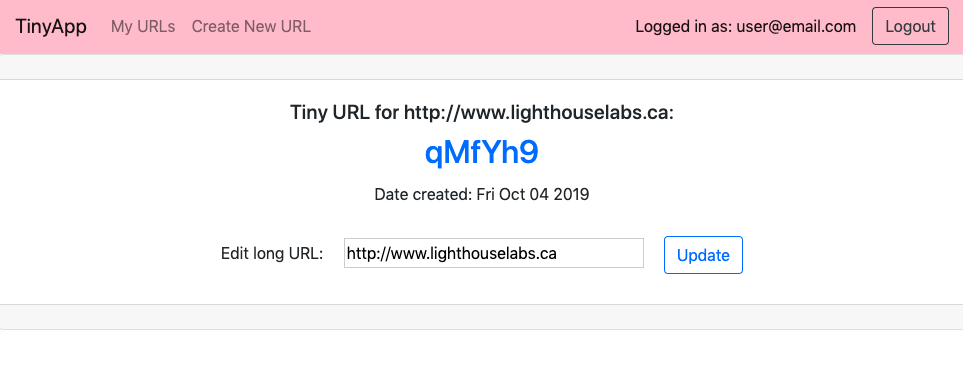 TinyApp My URLs Create New URL Logged in as: user@email.com Logout
Tiny URL for http://www.lighthouselabs.ca:
qMfYh9
Date created: Fri Oct 04 2019
Edit long URL: http://www.lighthouselabs.ca Update